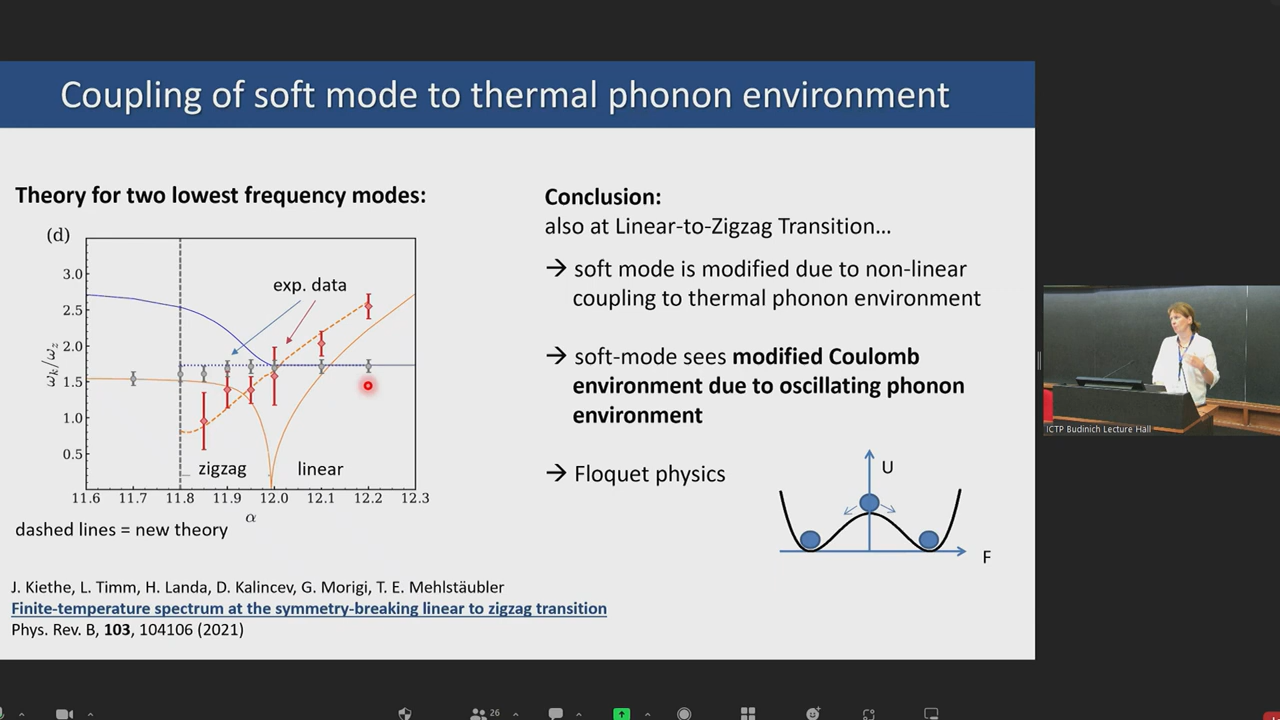 Coupling of soft mode to thermal phonon environment
Theory for two lowest frequency modes:
(d)
3.0
2.5
2.0
1.5
1.0
0.5
ωk/ωz
exp. data
zigzag
linear
11.6 11.7 11.8 11.9 12.0 12.1 12.2 12.3
α
dashed lines = new theory
Conclusion:
also at Linear-to-Zigzag Transition...
→ soft mode is modified due to non-linear
coupling to thermal phonon environment
→ soft-mode sees modified Coulomb
environment due to oscillating phonon
environment
→ Floquet physics
U
F
J. Kiethe, L. Timm, H. Landa, D. Kalincev, G. Morigi, T. E. Mehlstäubler
Finite-temperature spectrum at the symmetry-breaking linear to zigzag transition
Phys. Rev. B, 103, 104106 (2021)
ICTP Budinich Lecture Hall
26